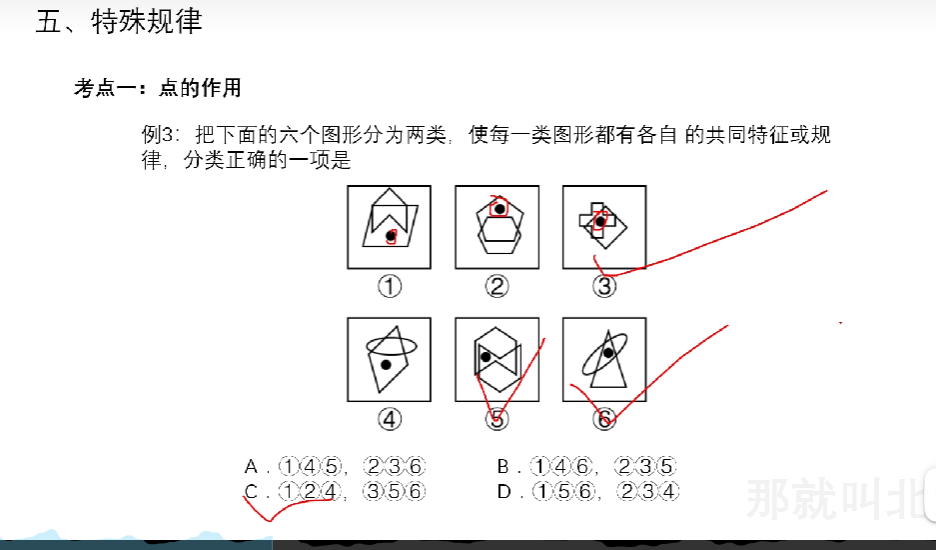 五、特殊规律
考点一：点的作用
例3：把下面的六个图形分为两类，使每一类图形都有各自 的共同特征或规
律，分类正确的一项是
① ② ③
④ ⑤ ⑥
A．①④⑤，②③⑥ B．①④⑥，②③⑤
C．①②④，③⑤⑥ D．①⑤⑥，②③④
那就叫北